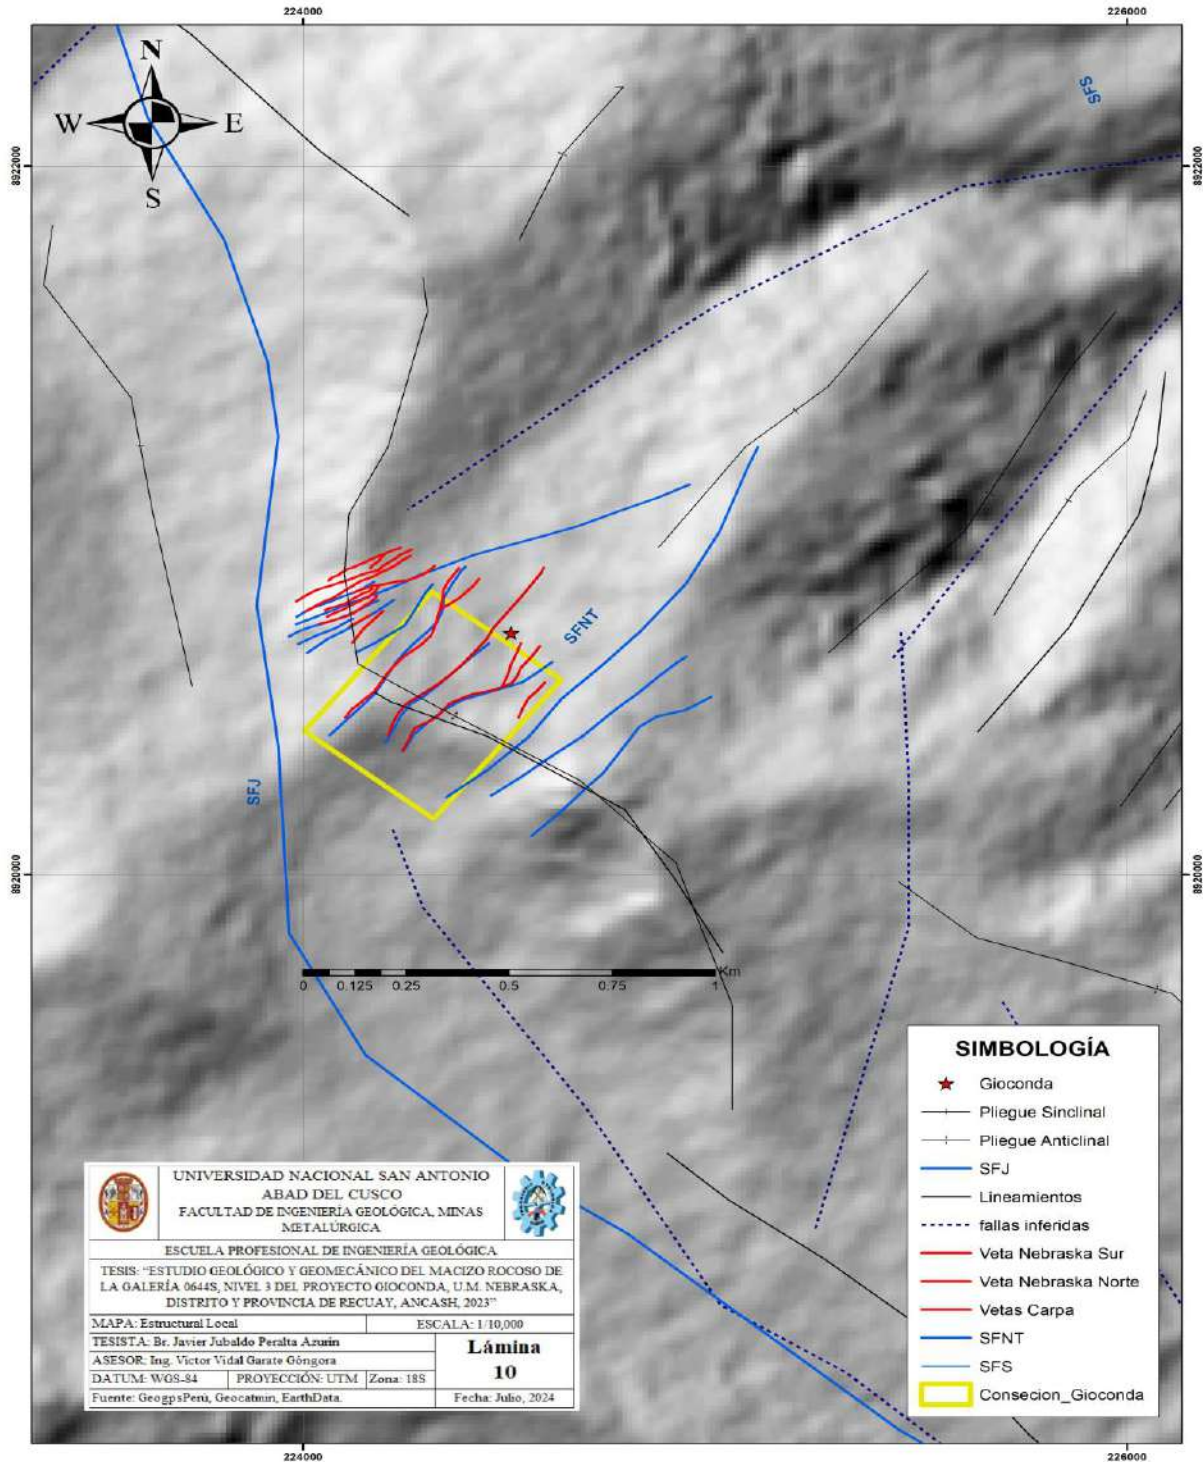 224000
226000
N
W
E
S
SFS
8922000
8922000
SFNT
SFJ
8920000
8920000
Km
0 0.125 0.25 0.5 0.75 1
SIMBOLOGÍA
Gioconda
Pliegue Sinclinal
Pliegue Anticlinal
SFJ
Lineamientos
fallas inferidas
Veta Nebraska Sur
Veta Nebraska Norte
Vetas Carpa
SFNT
SFS
Consecion_Gioconda
UNIVERSIDAD NACIONAL SAN ANTONIO
ABAD DEL CUSCO
FACULTAD DE INGENIERÍA GEOLÓGICA, MINAS
METALÚRGICA
ESCUELA PROFESIONAL DE INGENIERÍA GEOLÓGICA
TESIS: “ESTUDIO GEOLÓGICO Y GEOMECÁNICO DEL MACIZO ROCOSO DE
LA GALERÍA 0644S, NIVEL 3 DEL PROYECTO GIOCONDA, U.M. NEBRASKA,
DISTRITO Y PROVINCIA DE RECUAY, ANCASH, 2023”
MAPA: Estructural Local ESCALA: 1/10,000
TESISTA: Br. Javier Jubaldo Peralta Azurin
ASESOR: Ing. Victor Vidal Garate Góngora
Lámina
10
DATUM: WGS-84 PROYECCIÓN: UTM Zona: 18S
Fuente: GeogpsPerú, Geocatmin, EarthData. Fecha: Julio, 2024
224000
226000